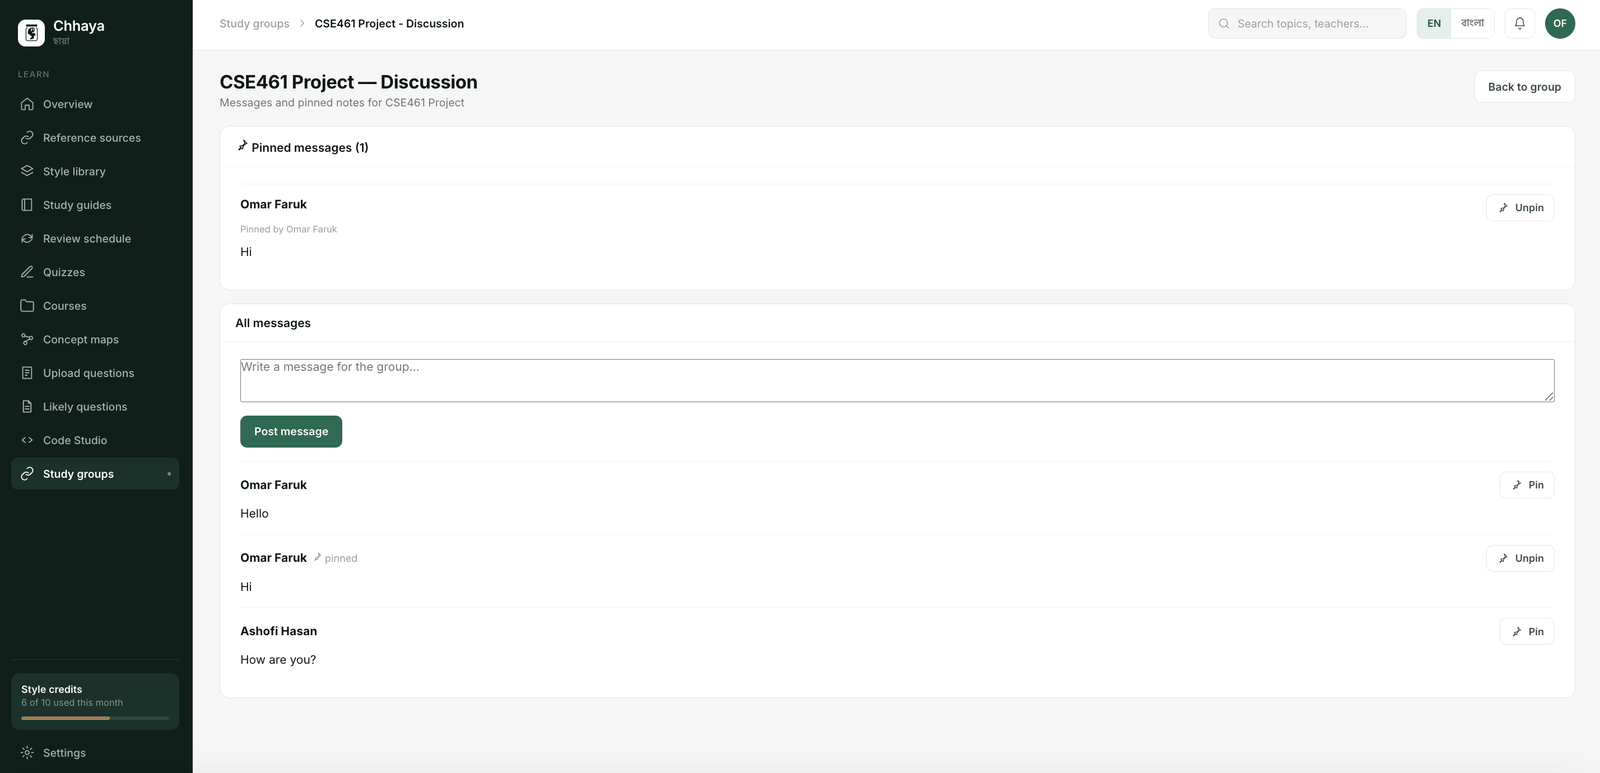 Chhaya
ছায়া
LEARN
Overview
Reference sources
Style library
Study guides
Review schedule
Quizzes
Courses
Concept maps
Upload questions
Likely questions
Code Studio
Study groups
Style credits
6 of 10 used this month
Settings
Study groups > CSE461 Project - Discussion
Search topics, teachers...
EN বাংলা
OF
CSE461 Project — Discussion
Messages and pinned notes for CSE461 Project
Back to group
Pinned messages (1)
Omar Faruk
Unpin
Pinned by Omar Faruk
Hi
All messages
Write a message for the group...
Post message
Omar Faruk
Pin
Hello
Omar Faruk pinned
Unpin
Hi
Ashofi Hasan
Pin
How are you?